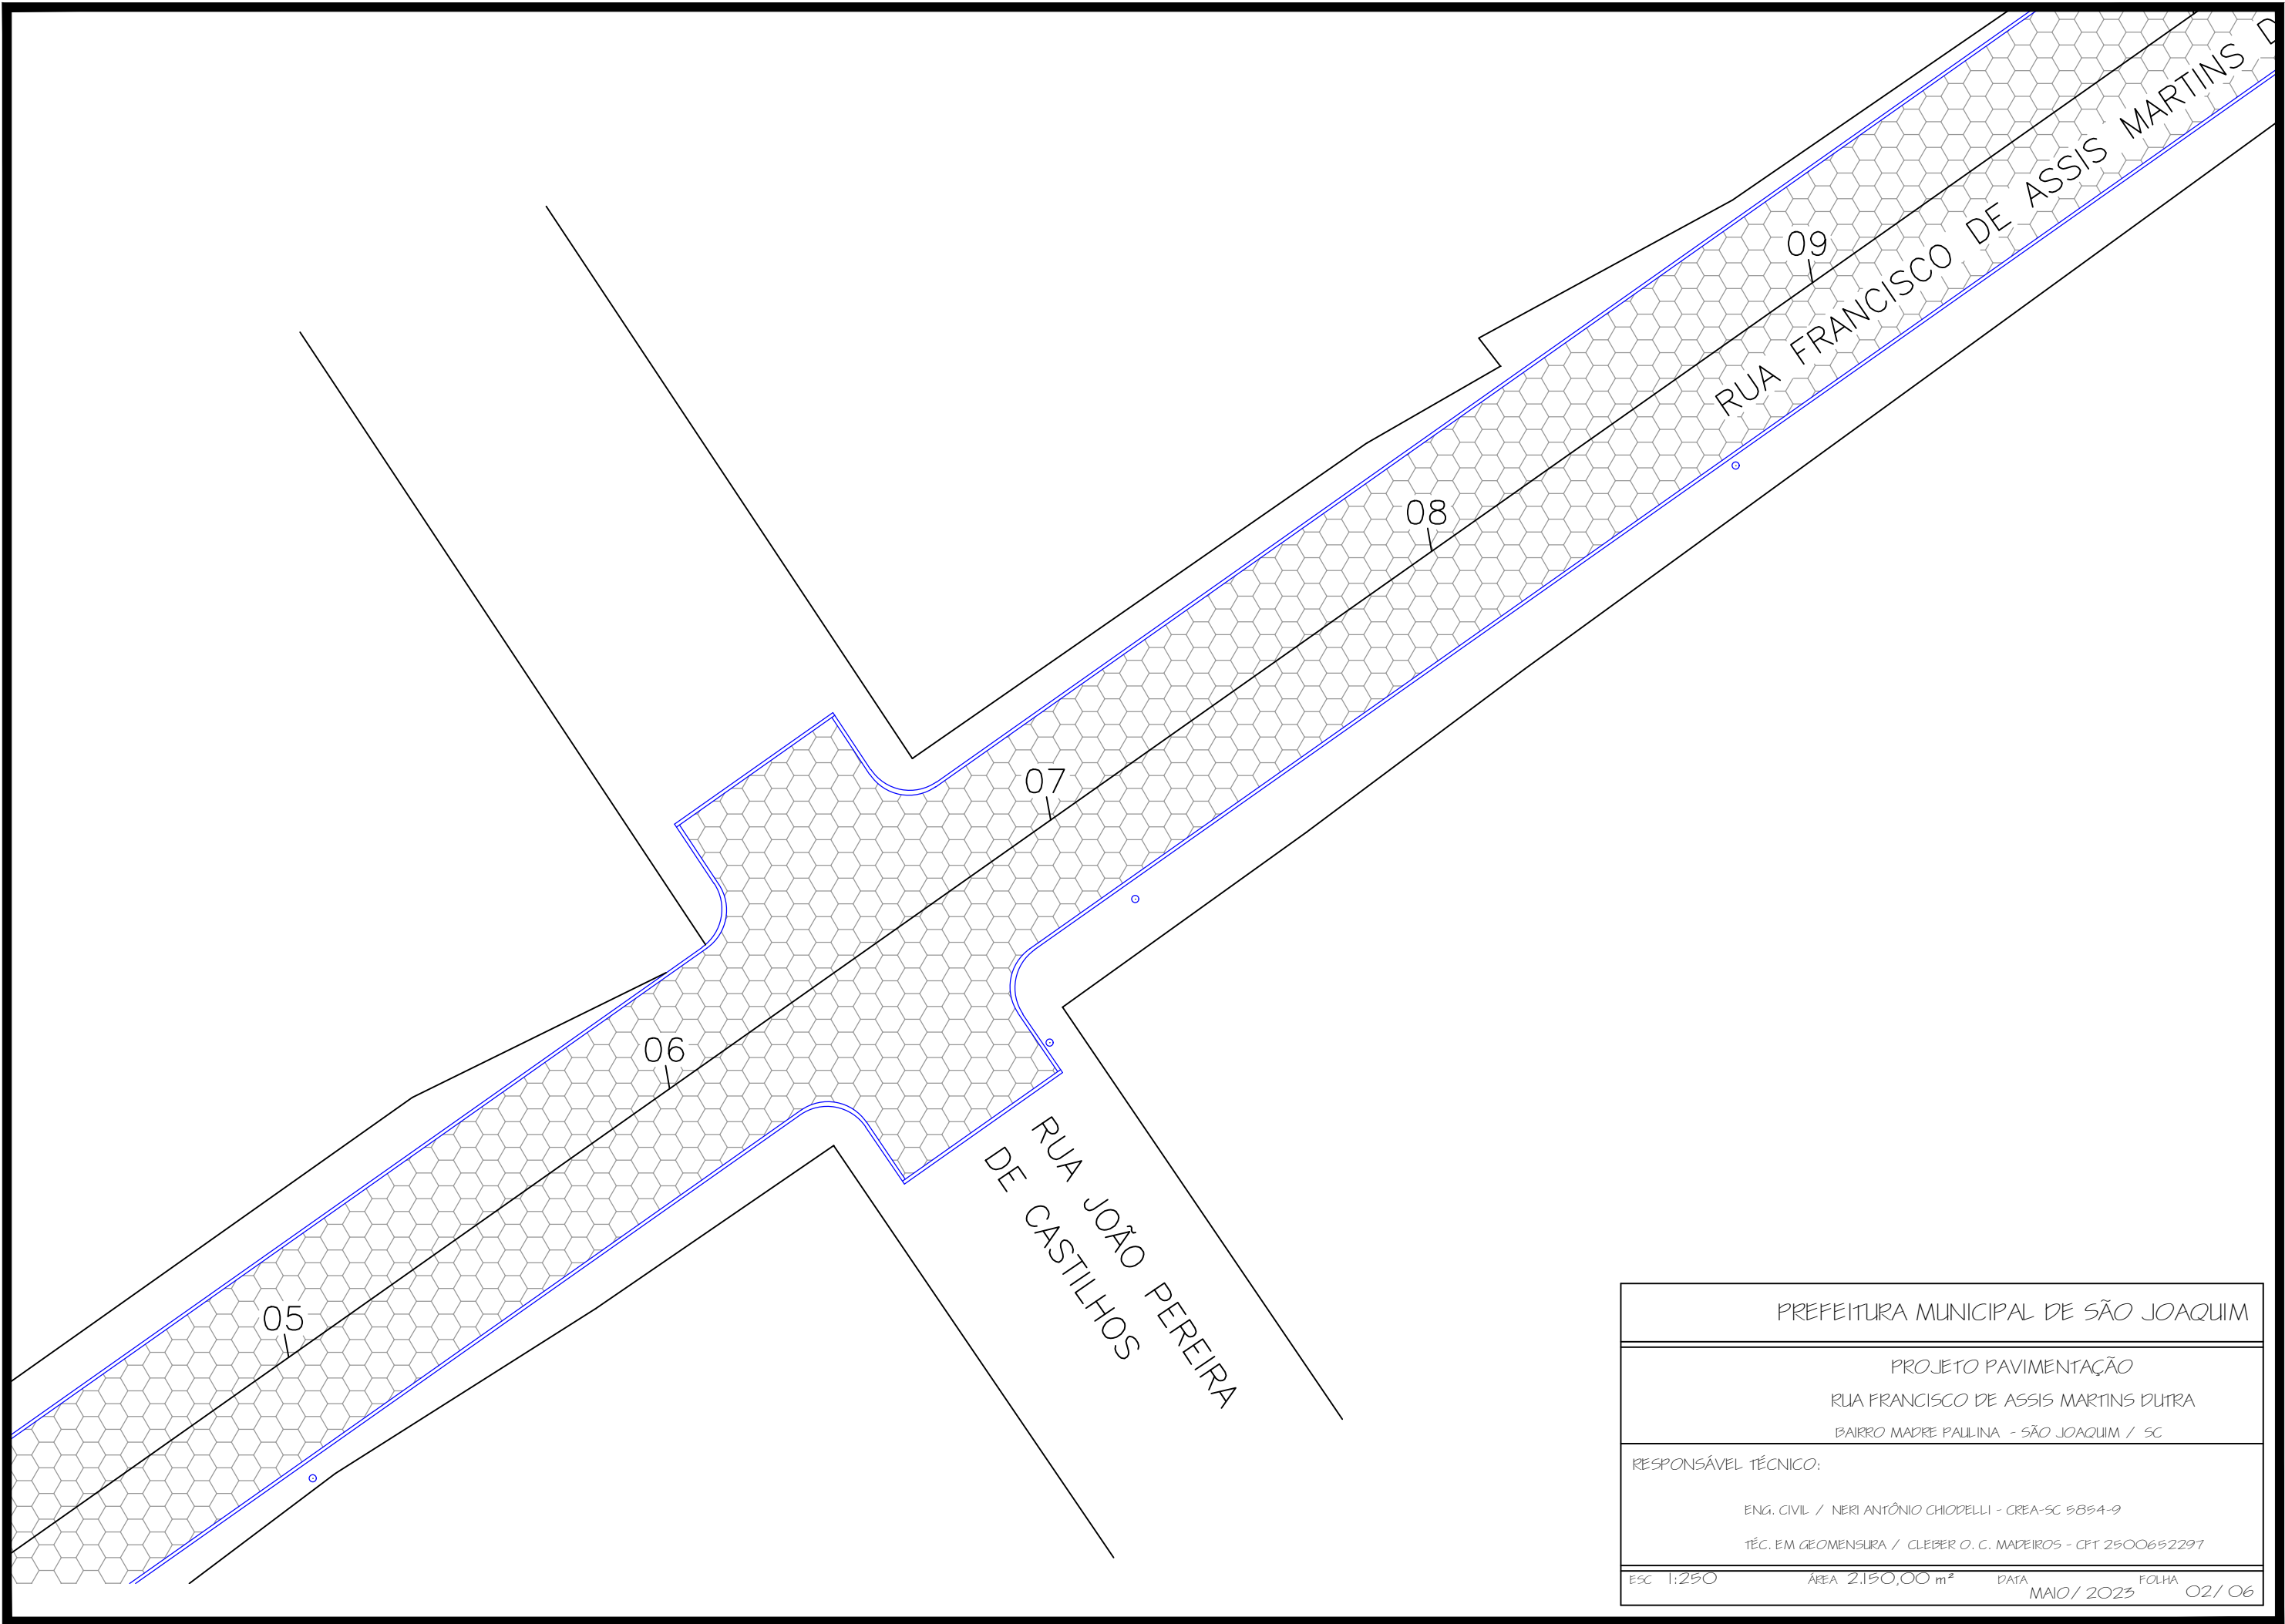 RUA FRANCISCO DE ASSIS MARTINS D
09
08
07
06
05
RUA JOÃO PEREIRA
DE CASTILHOS
PREFEITURA MUNICIPAL DE SÃO JOAQUIM
PROJETO PAVIMENTAÇÃO
RUA FRANCISCO DE ASSIS MARTINS DUTRA
BAIRRO MADRE PAULINA - SÃO JOAQUIM / SC
RESPONSÁVEL TÉCNICO:
ENG. CIVIL / NERI ANTÔNIO CHIODELLI - CREA-SC 5854-9
TÉC. EM GEOMENSURA / CLEBER O. C. MADEIROS - CFT 2500652297
ESC 1:250 ÁREA 2.150,00 m² DATA MAIO/ 2023 FOLHA 02/ 06